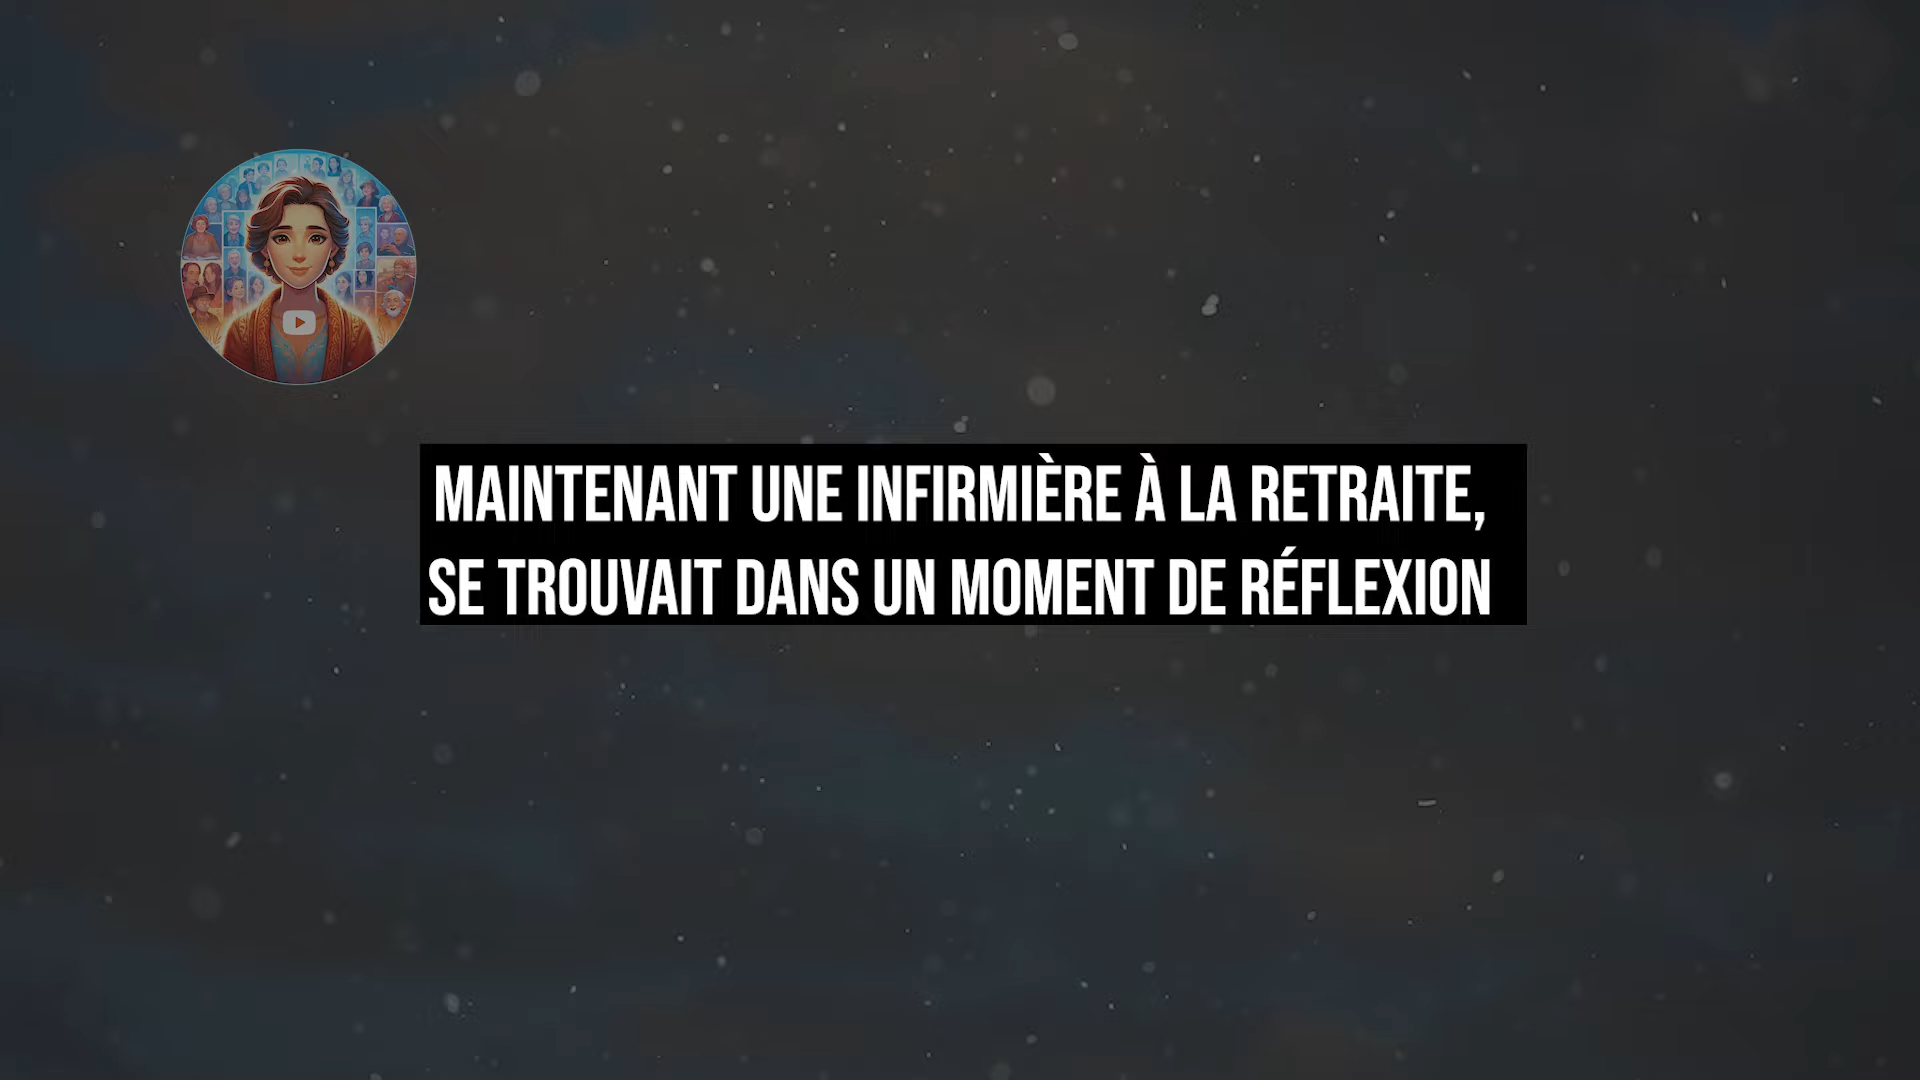 MAINTENANT UNE INFIRMIÈRE À LA RETRAITE,
SE TROUVAIT DANS UN MOMENT DE RÉFLEXION